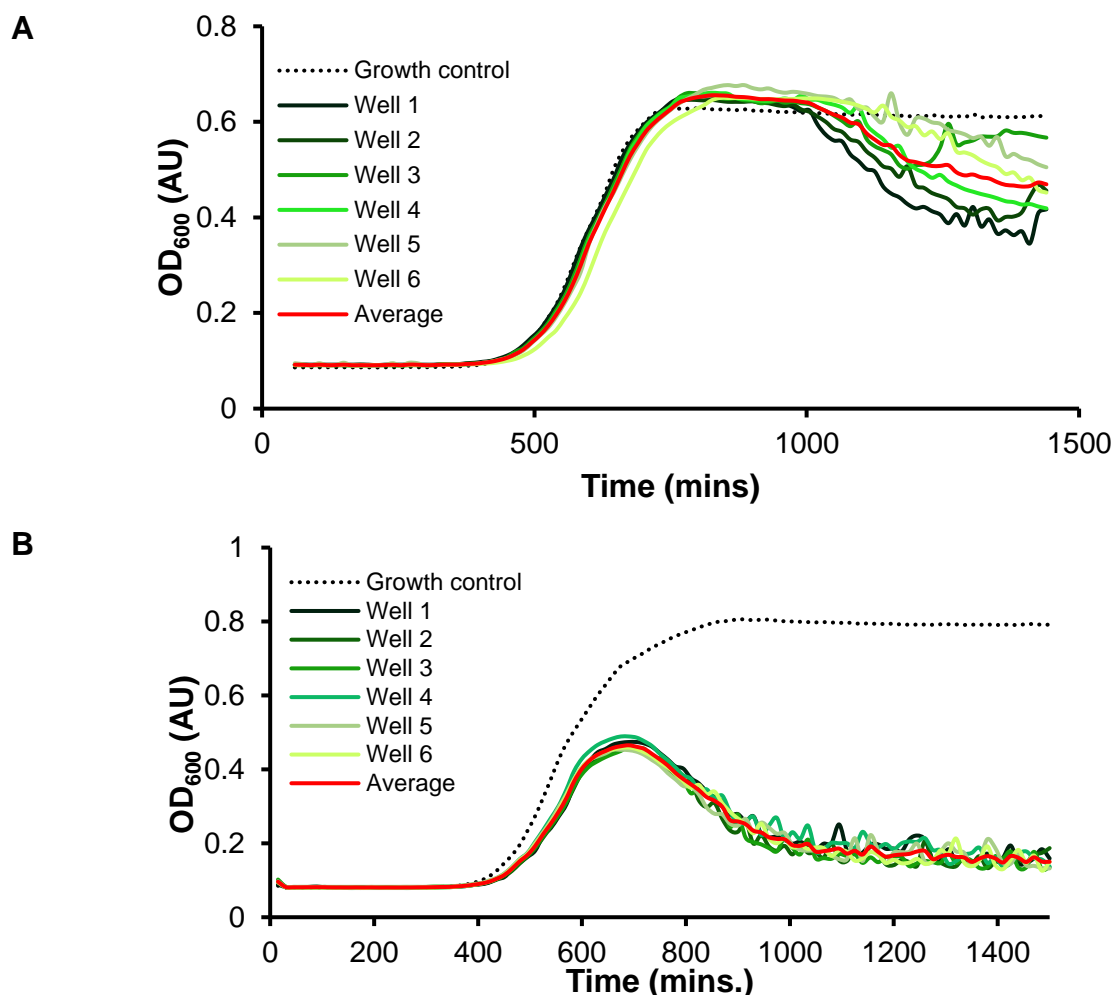 A
0.8
0.6
0.4
0.2
0
OD600 (AU)
Growth control
Well 1
Well 2
Well 3
Well 4
Well 5
Well 6
Average
0 500 1000 1500
Time (mins)
B
1
0.8
0.6
0.4
0.2
0
OD600 (AU)
Growth control
Well 1
Well 2
Well 3
Well 4
Well 5
Well 6
Average
0 200 400 600 800 1000 1200 1400
Time (mins.)